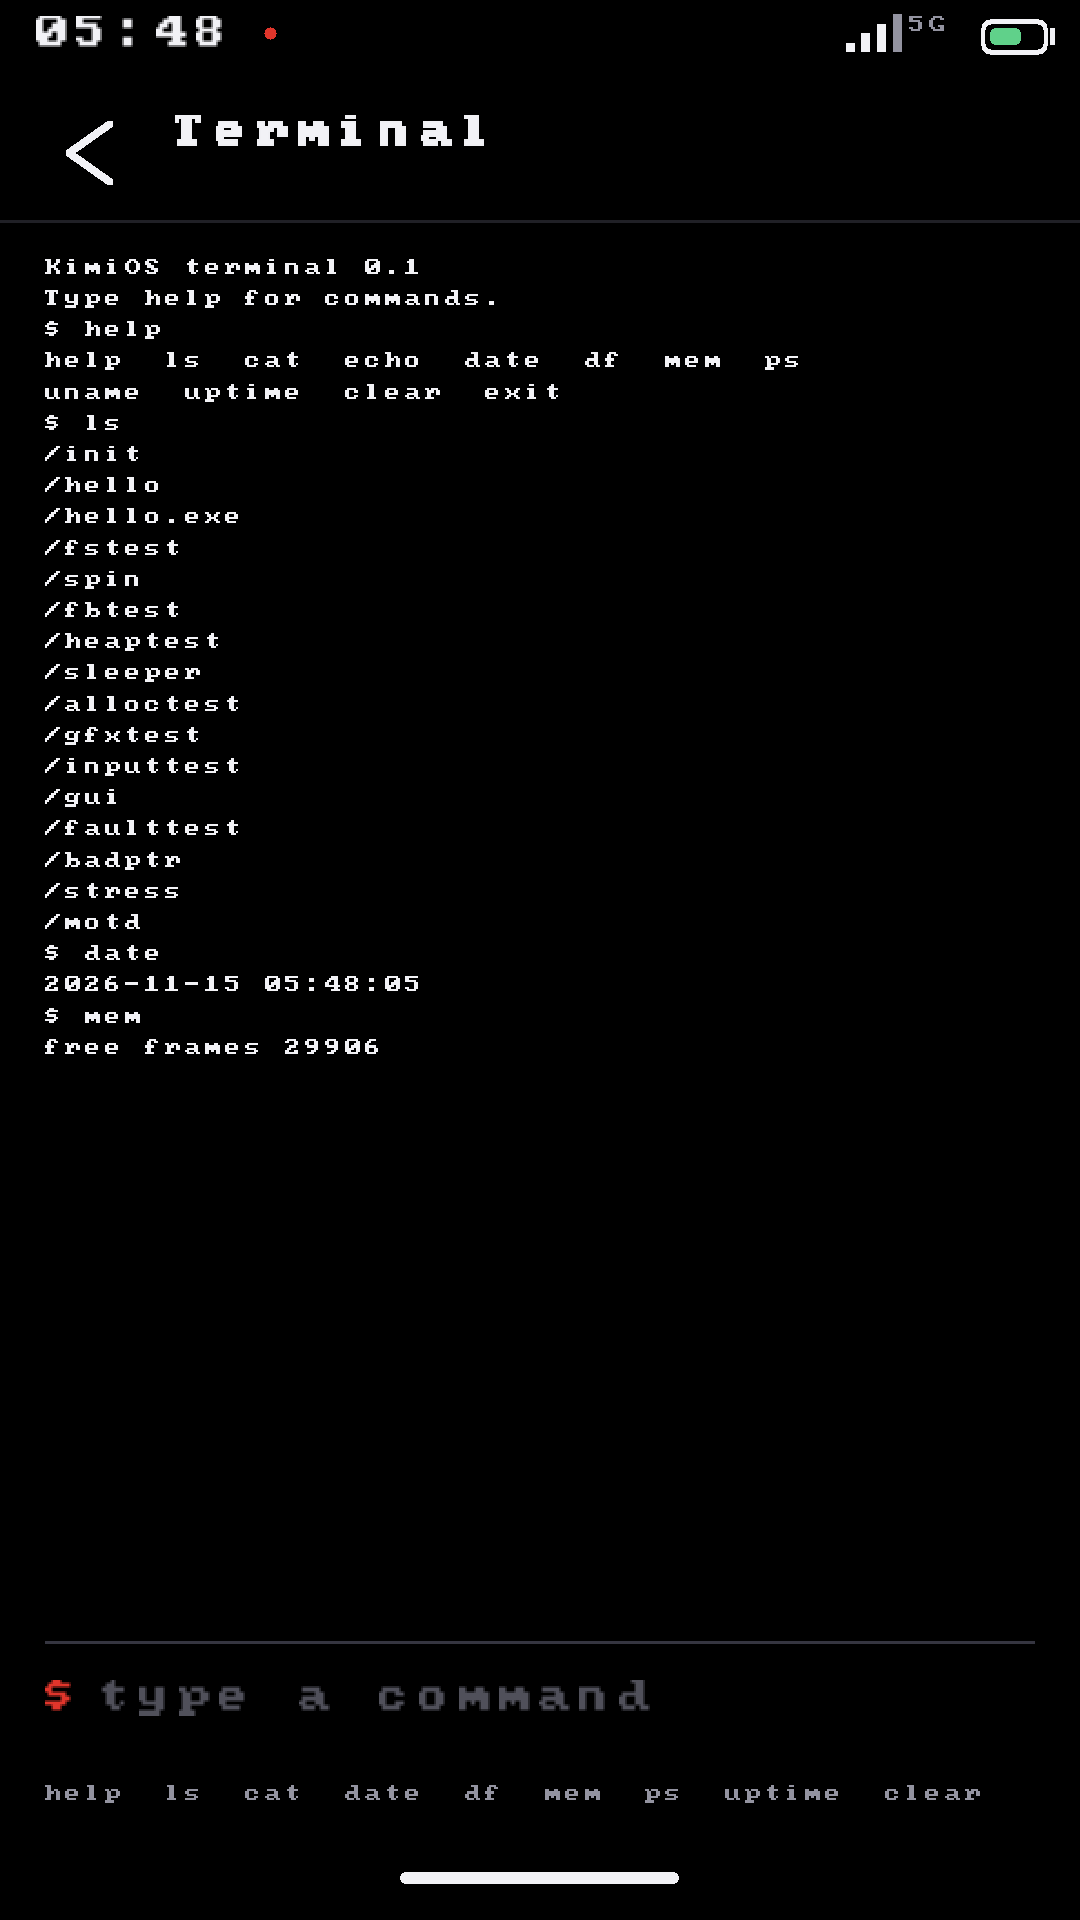 05:48
5G
Terminal
KimiOS terminal 0.1
Type help for commands.
$ help
help  ls  cat  echo  date  df  mem  ps
uname  uptime  clear  exit
$ ls
/init
/hello
/hello.exe
/fstest
/spin
/fbtest
/heaptest
/sleeper
/alloctest
/gfxtest
/inputtest
/gui
/faulttest
/badptr
/stress
/motd
$ date
2026-11-15 05:48:05
$ mem
free frames 29906
$ type a command
help  ls  cat  date  df  mem  ps  uptime  clear